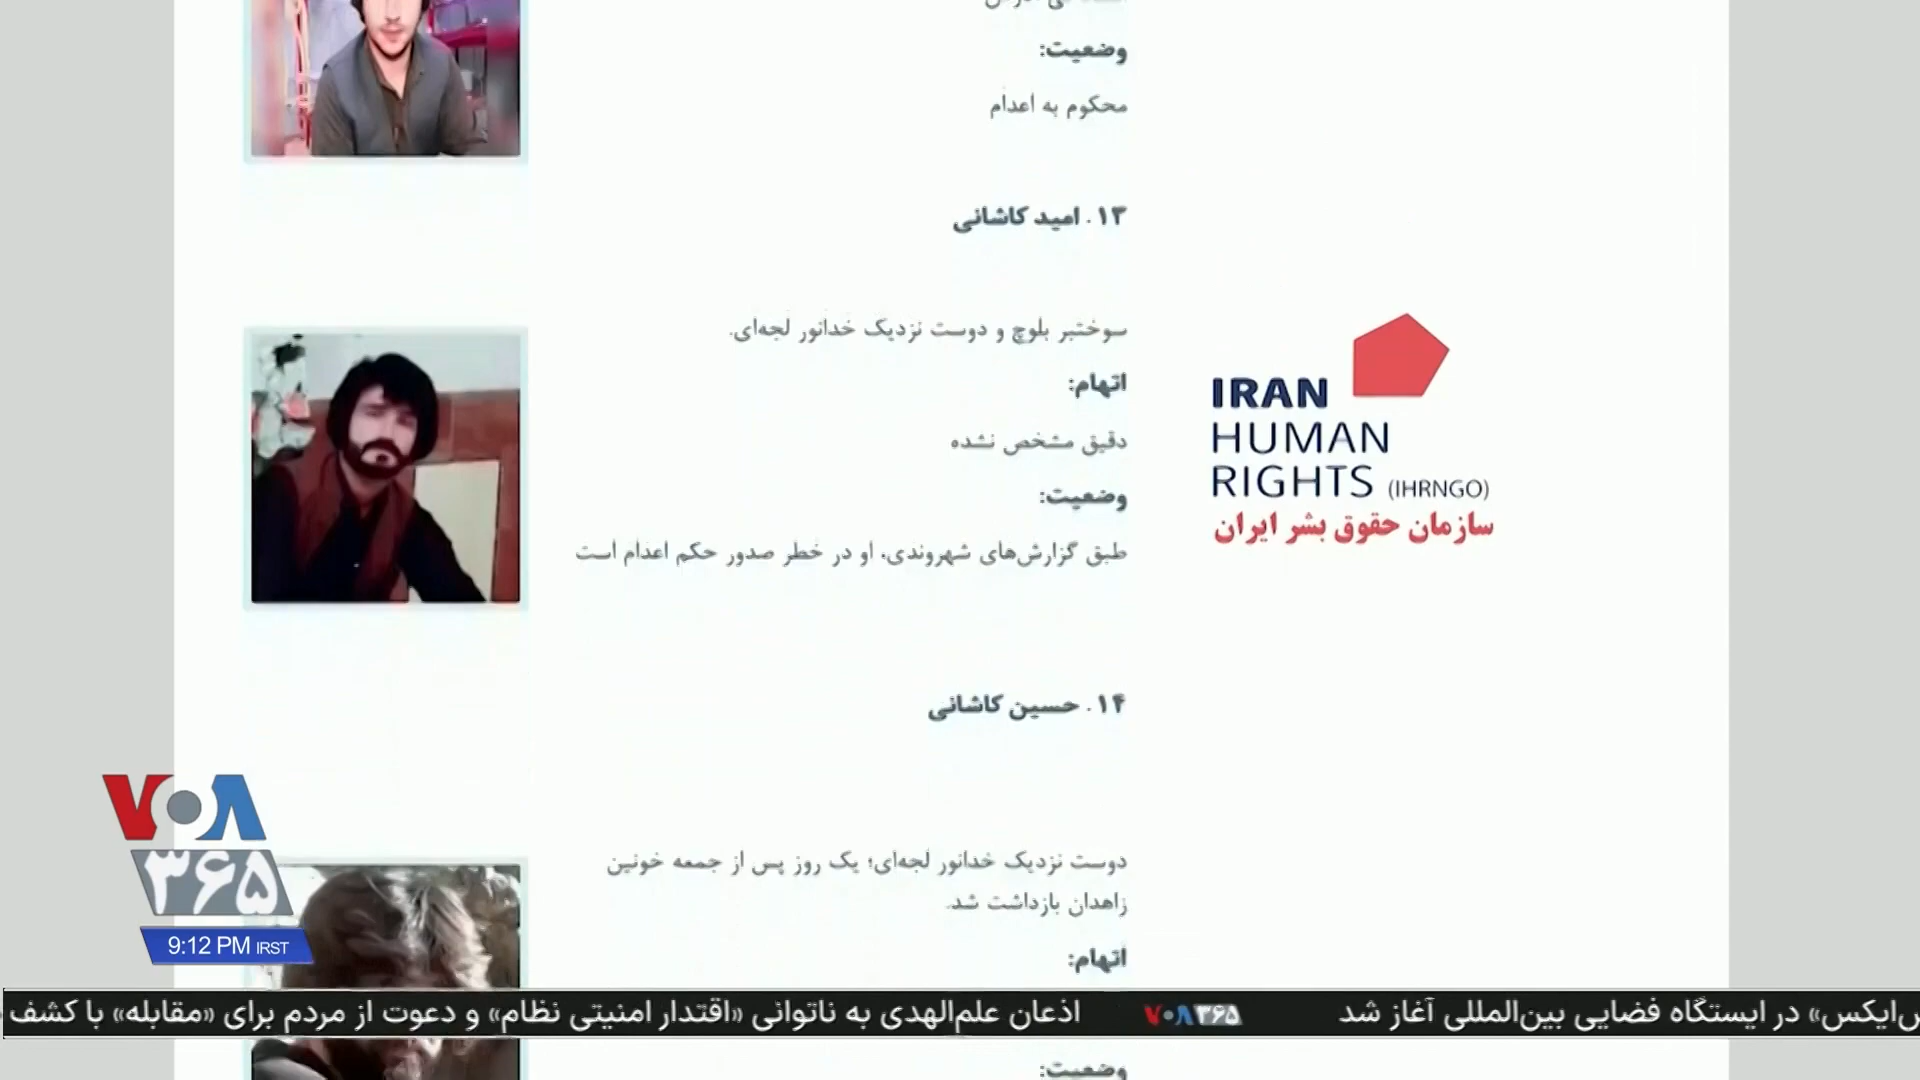 وضعیت:
محکوم به اعدام
۱۳. امید کاشانی
سوختبر بلوچ و دوست نزدیک خدانور لجه‌ای.
اتهام:
دقیق مشخص نشده
وضعیت:
طبق گزارش‌های شهروندی، او در خطر صدور حکم اعدام است
IRAN
HUMAN
RIGHTS (IHRNGO)
سازمان حقوق بشر ایران
۱۴. حسین کاشانی
دوست نزدیک خدانور لجه‌ای؛ یک روز پس از جمعه خونین
زاهدان بازداشت شد.
اتهام:
VOA
۳۶۵
9:12 PM IRST
س‌ایکس» در ایستگاه فضایی بین‌المللی آغاز شد VOA۳۶۵ اذعان علم‌الهدی به ناتوانی «اقتدار امنیتی نظام» و دعوت از مردم برای «مقابله» با کشف
وضعیت: